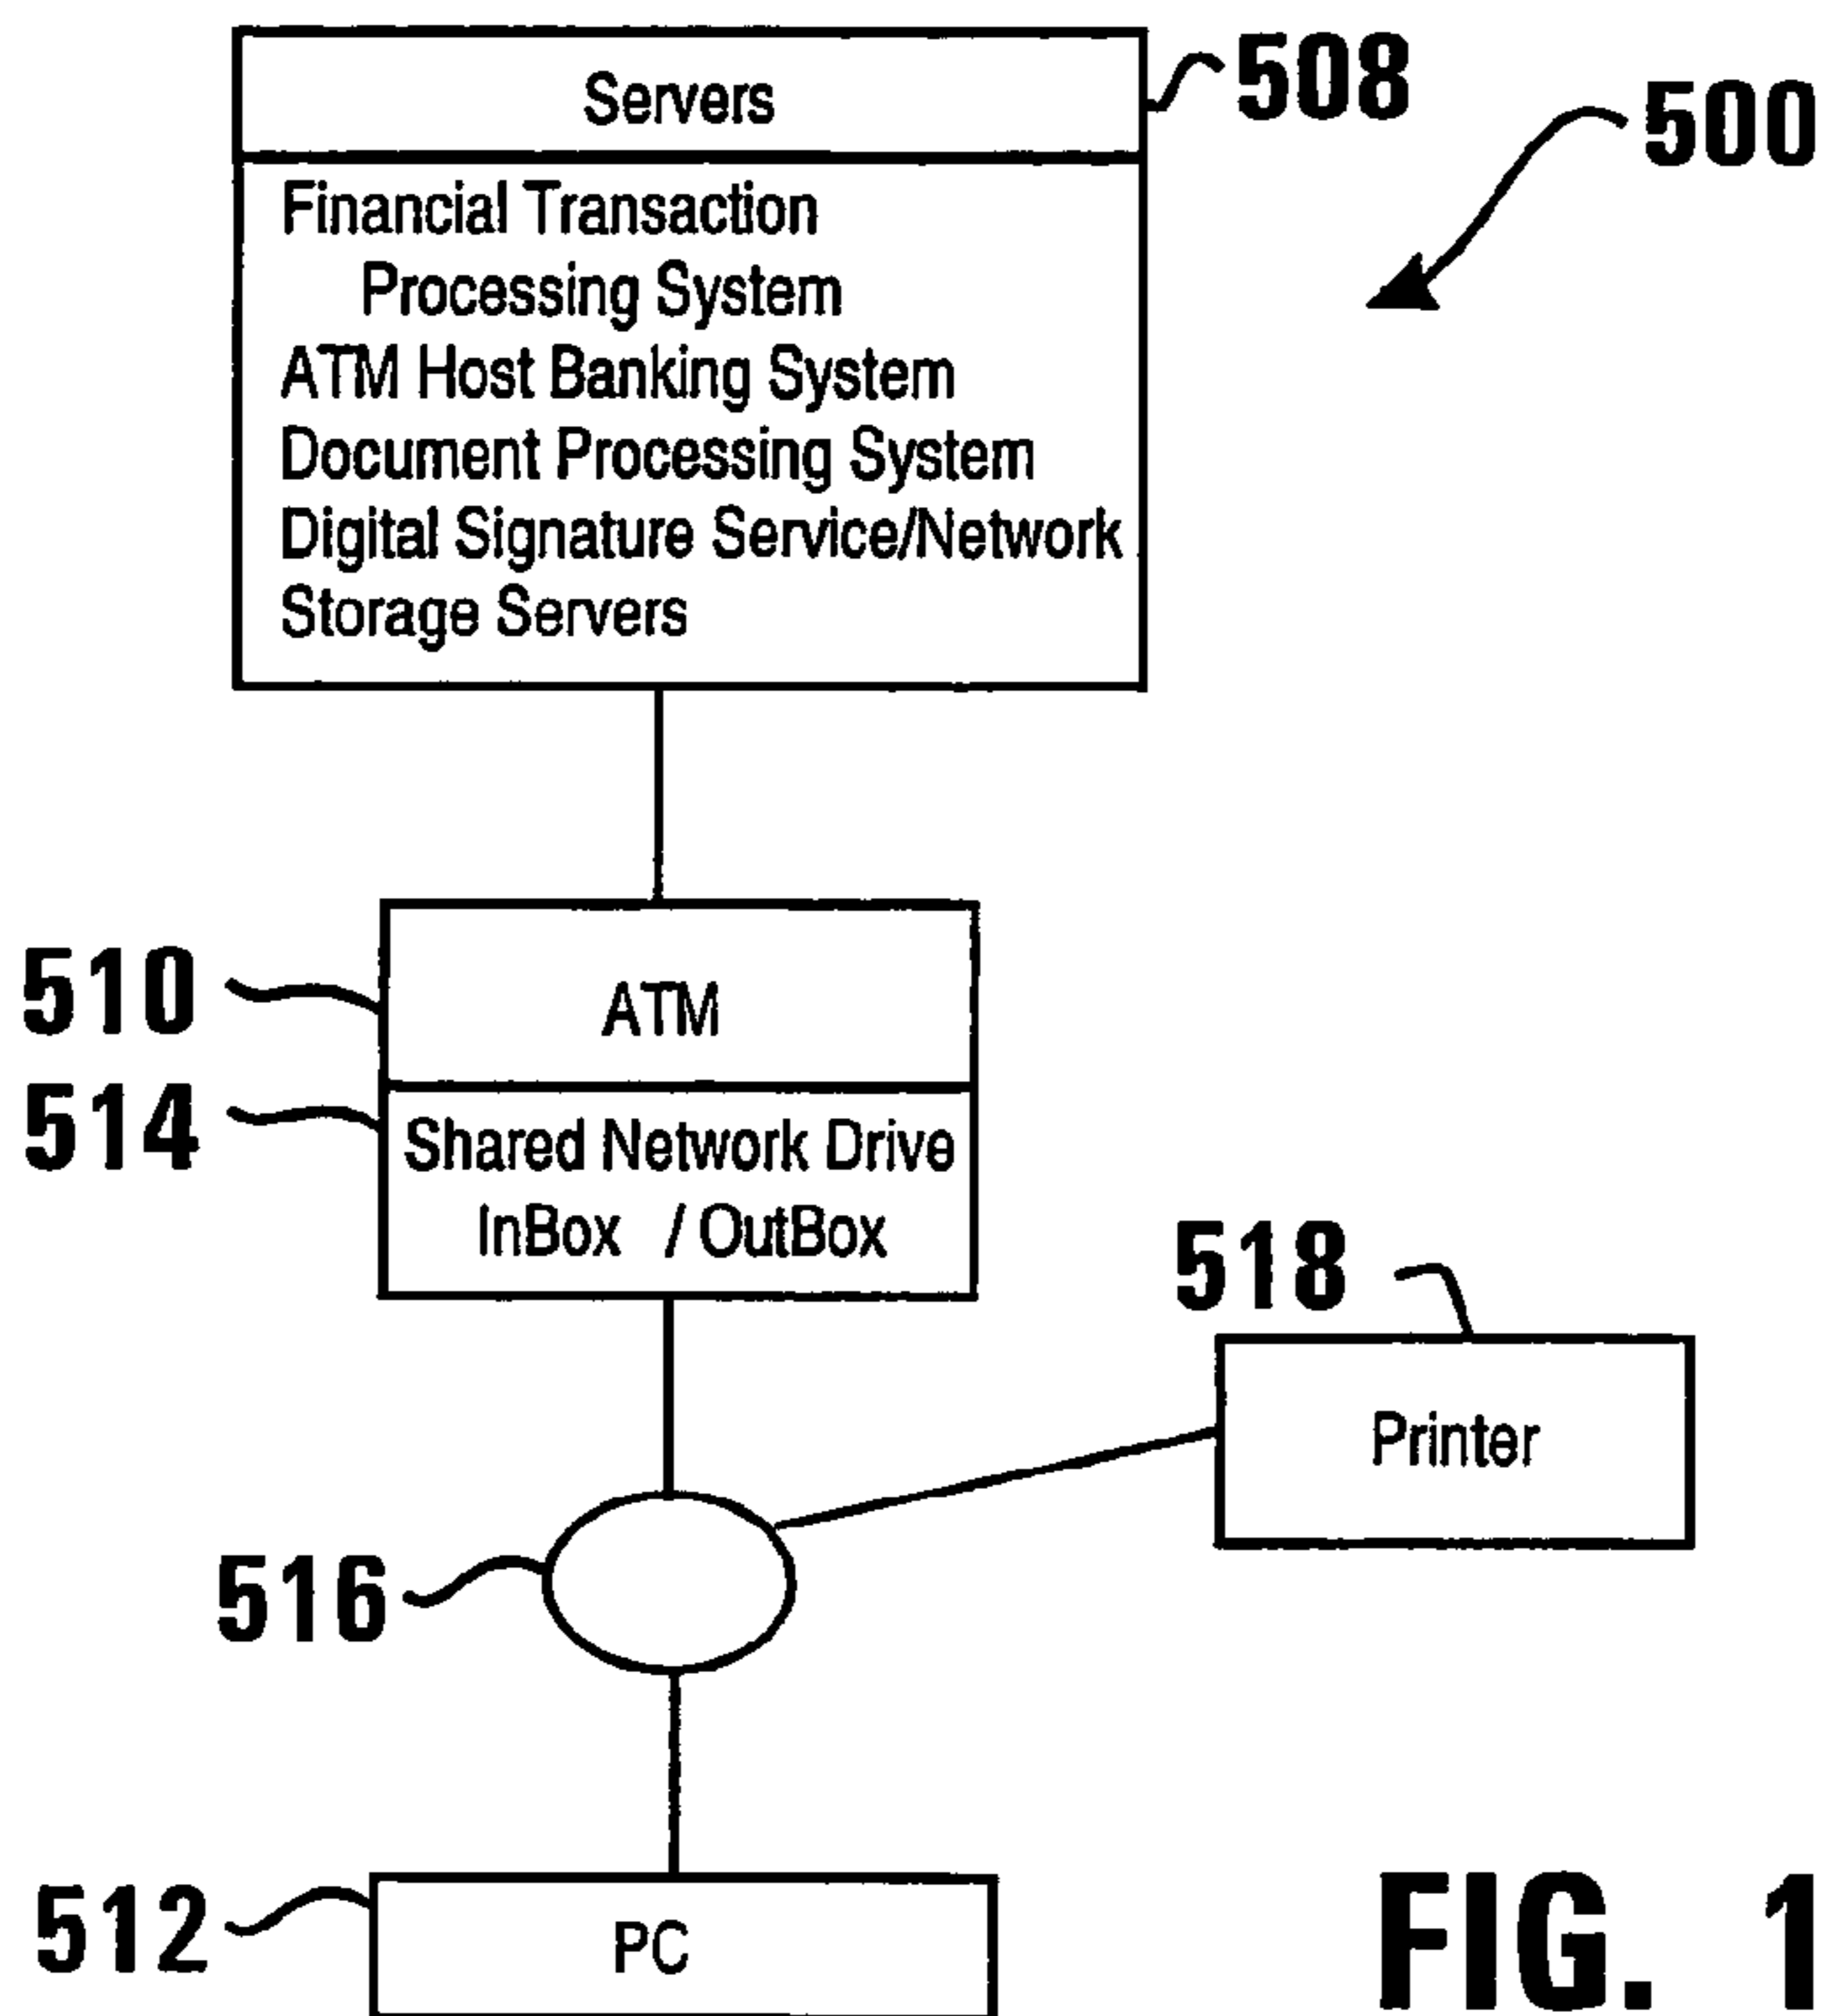 Servers
508
500
Financial Transaction
Processing System
ATM Host Banking System
Document Processing System
Digital Signature Service/Network
Storage Servers
510
ATM
514
Shared Network Drive
InBox / OutBox
518
Printer
516
512
PC
FIG. 1